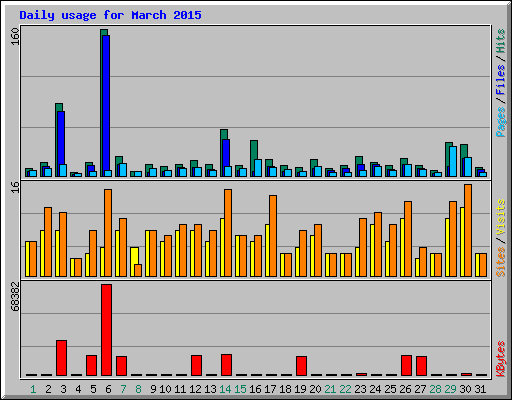 Daily usage for March 2015
160
Pages / Files / Hits
16
Sites / Visits
68382
KBytes
1 2 3 4 5 6 7 8 9 10 11 12 13 14 15 16 17 18 19 20 21 22 23 24 25 26 27 28 29 30 31